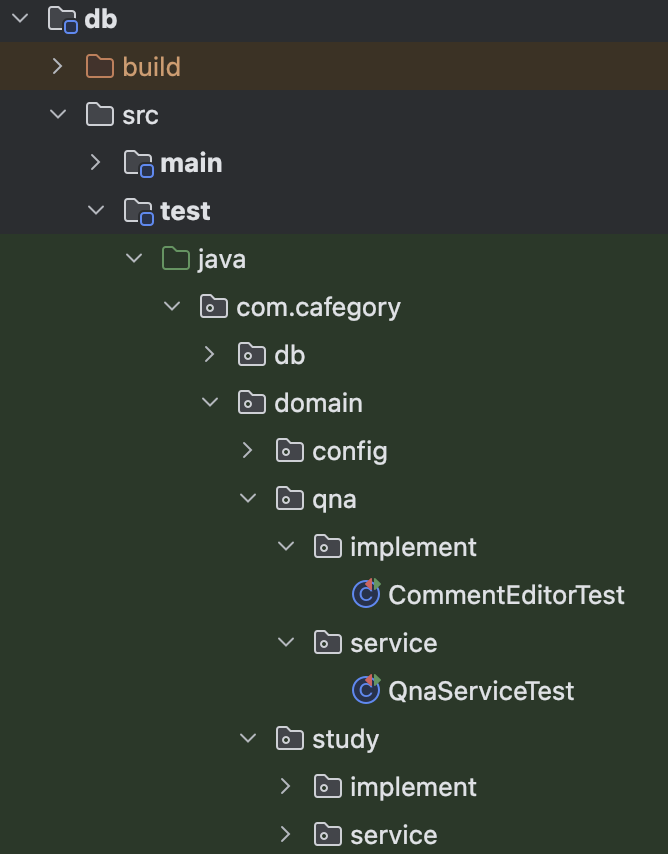 db
build
src
main
test
java
com.cafegory
db
domain
config
qna
implement
CommentEditorTest
service
QnaServiceTest
study
implement
service